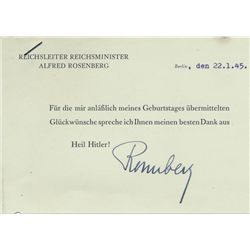 REICHSLEITER REICHSMINISTER
ALFRED ROSENBERG
Berlin, den 22.1.45.
Für die mir anläßlich meines Geburtstages übermittelten
Glückwünsche spreche ich Ihnen meinen besten Dank aus
Heil Hitler!
Rosenberg